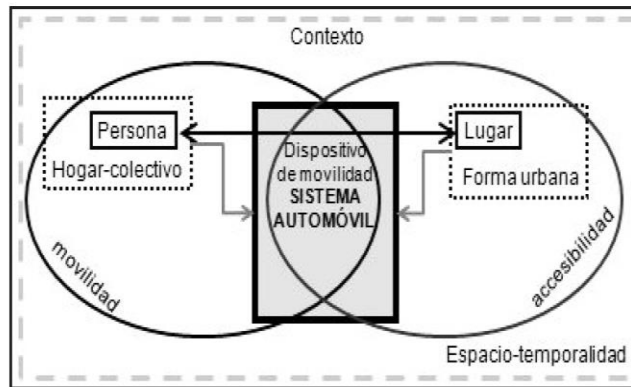 Contexto
Persona
Lugar
Hogar-colectivo
Dispositivo
de movilidad
SISTEMA
AUTOMÓVIL
Forma urbana
movilidad
accesibilidad
Espacio-temporalidad